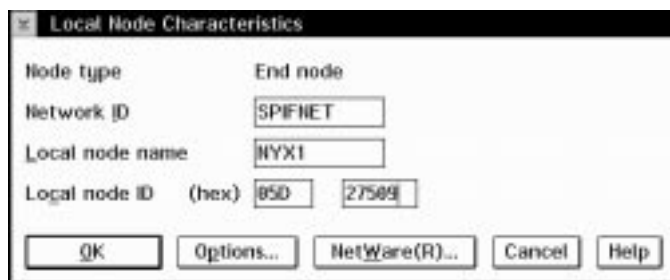 Local Node Characteristics
Node type End node
Network ID SPIFNET
Local node name NYX1
Local node ID (hex) 05D 27509
OK Options... NetWare(R)... Cancel Help